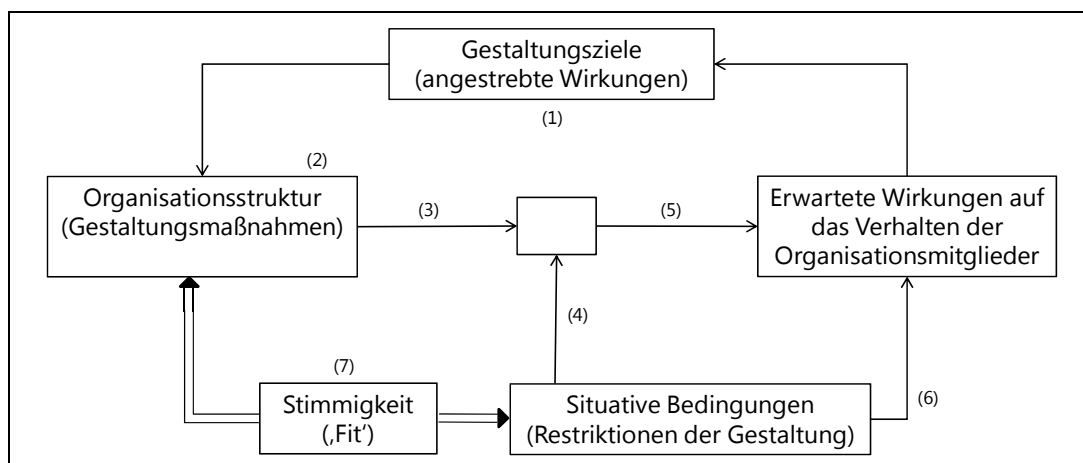 Gestaltungsziele
(angestrebte Wirkungen)
(1)
(2)
Organisationsstruktur
(Gestaltungsmaßnahmen)
(3)
(5)
Erwartete Wirkungen auf
das Verhalten der
Organisationsmitglieder
(4)
(7)
Stimmigkeit
(‚Fit‘)
Situative Bedingungen
(Restriktionen der Gestaltung)
(6)